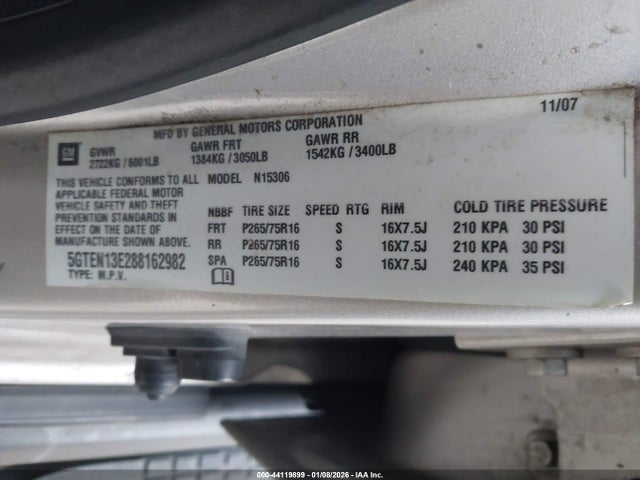 11/07
MFD BY GENERAL MOTORS CORPORATION
GM
GVWR GAWR FRT GAWR RR
2722KG / 6001LB 1384KG / 3050LB 1542KG / 3400LB
THIS VEHICLE CONFORMS TO ALL MODEL N15306
APPLICABLE FEDERAL MOTOR
VEHICLE SAFETY AND THEFT
PREVENTION STANDARDS IN
EFFECT ON THE DATE OF
MANUFACTURE SHOWN ABOVE.
5GTEN13E288162982
TYPE: M.P.V.
NBBF TIRE SIZE SPEED RTG RIM COLD TIRE PRESSURE
FRT P265/75R16 S 16X7.5J 210 KPA 30 PSI
RR P265/75R16 S 16X7.5J 210 KPA 30 PSI
SPA P265/75R16 S 16X7.5J 240 KPA 35 PSI
000-44119899 - 01/08/2026 - IAA Inc.